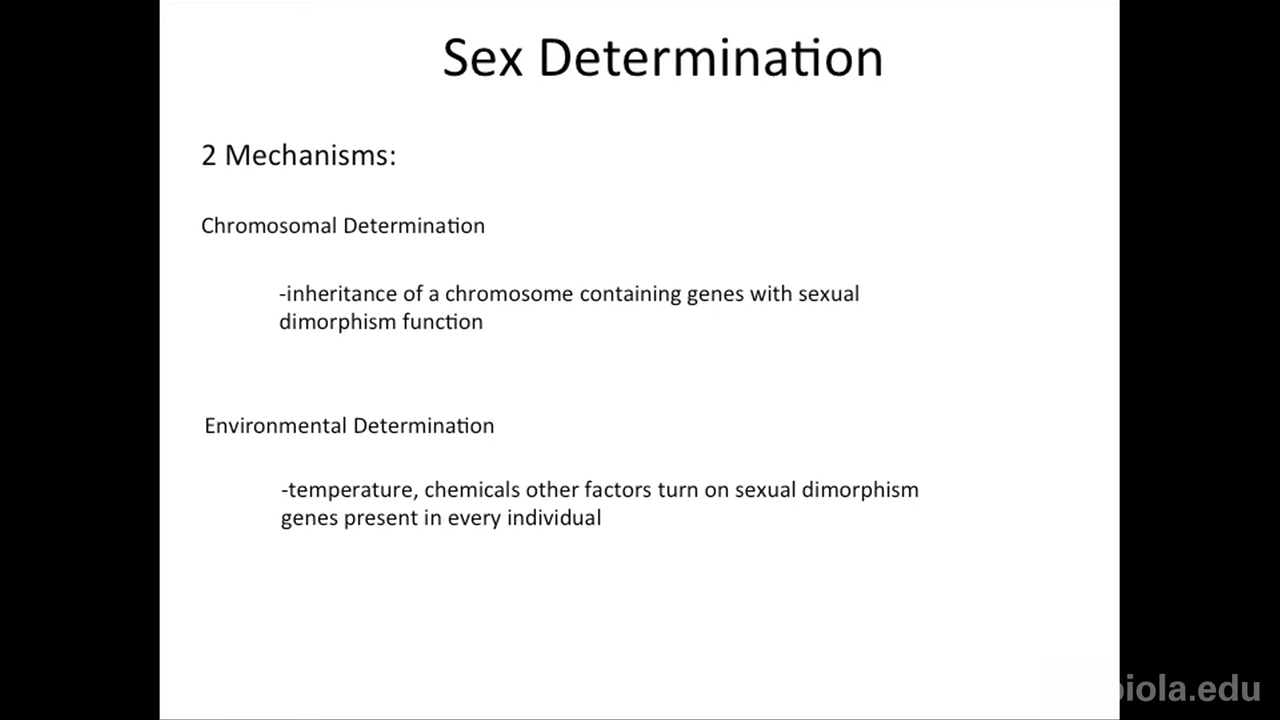 Sex Determination
2 Mechanisms:
Chromosomal Determination
-inheritance of a chromosome containing genes with sexual
dimorphism function
Environmental Determination
-temperature, chemicals other factors turn on sexual dimorphism
genes present in every individual
biola.edu